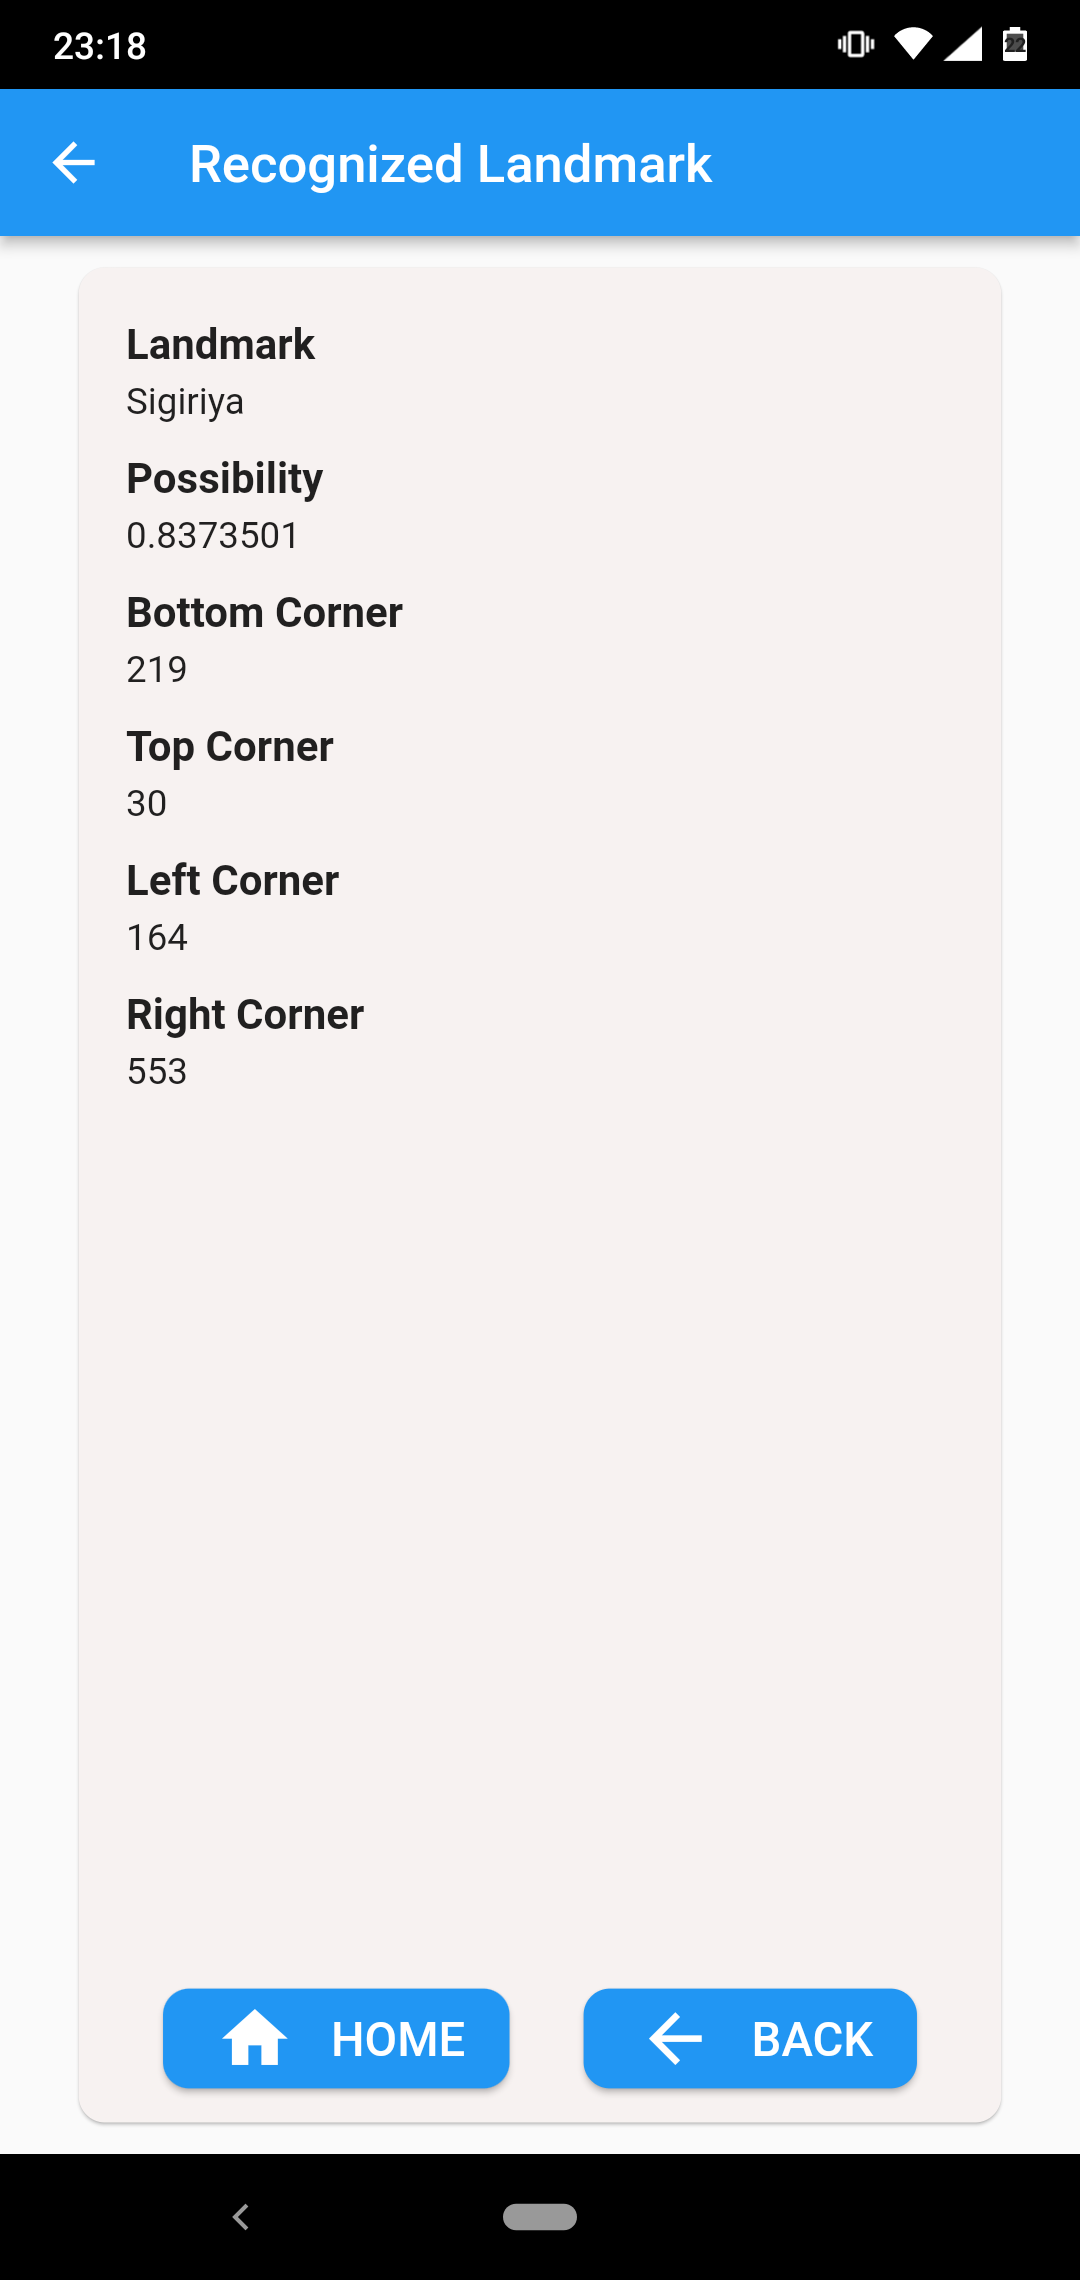 23:18
22
Recognized Landmark
Landmark
Sigiriya
Possibility
0.8373501
Bottom Corner
219
Top Corner
30
Left Corner
164
Right Corner
553
HOME
BACK